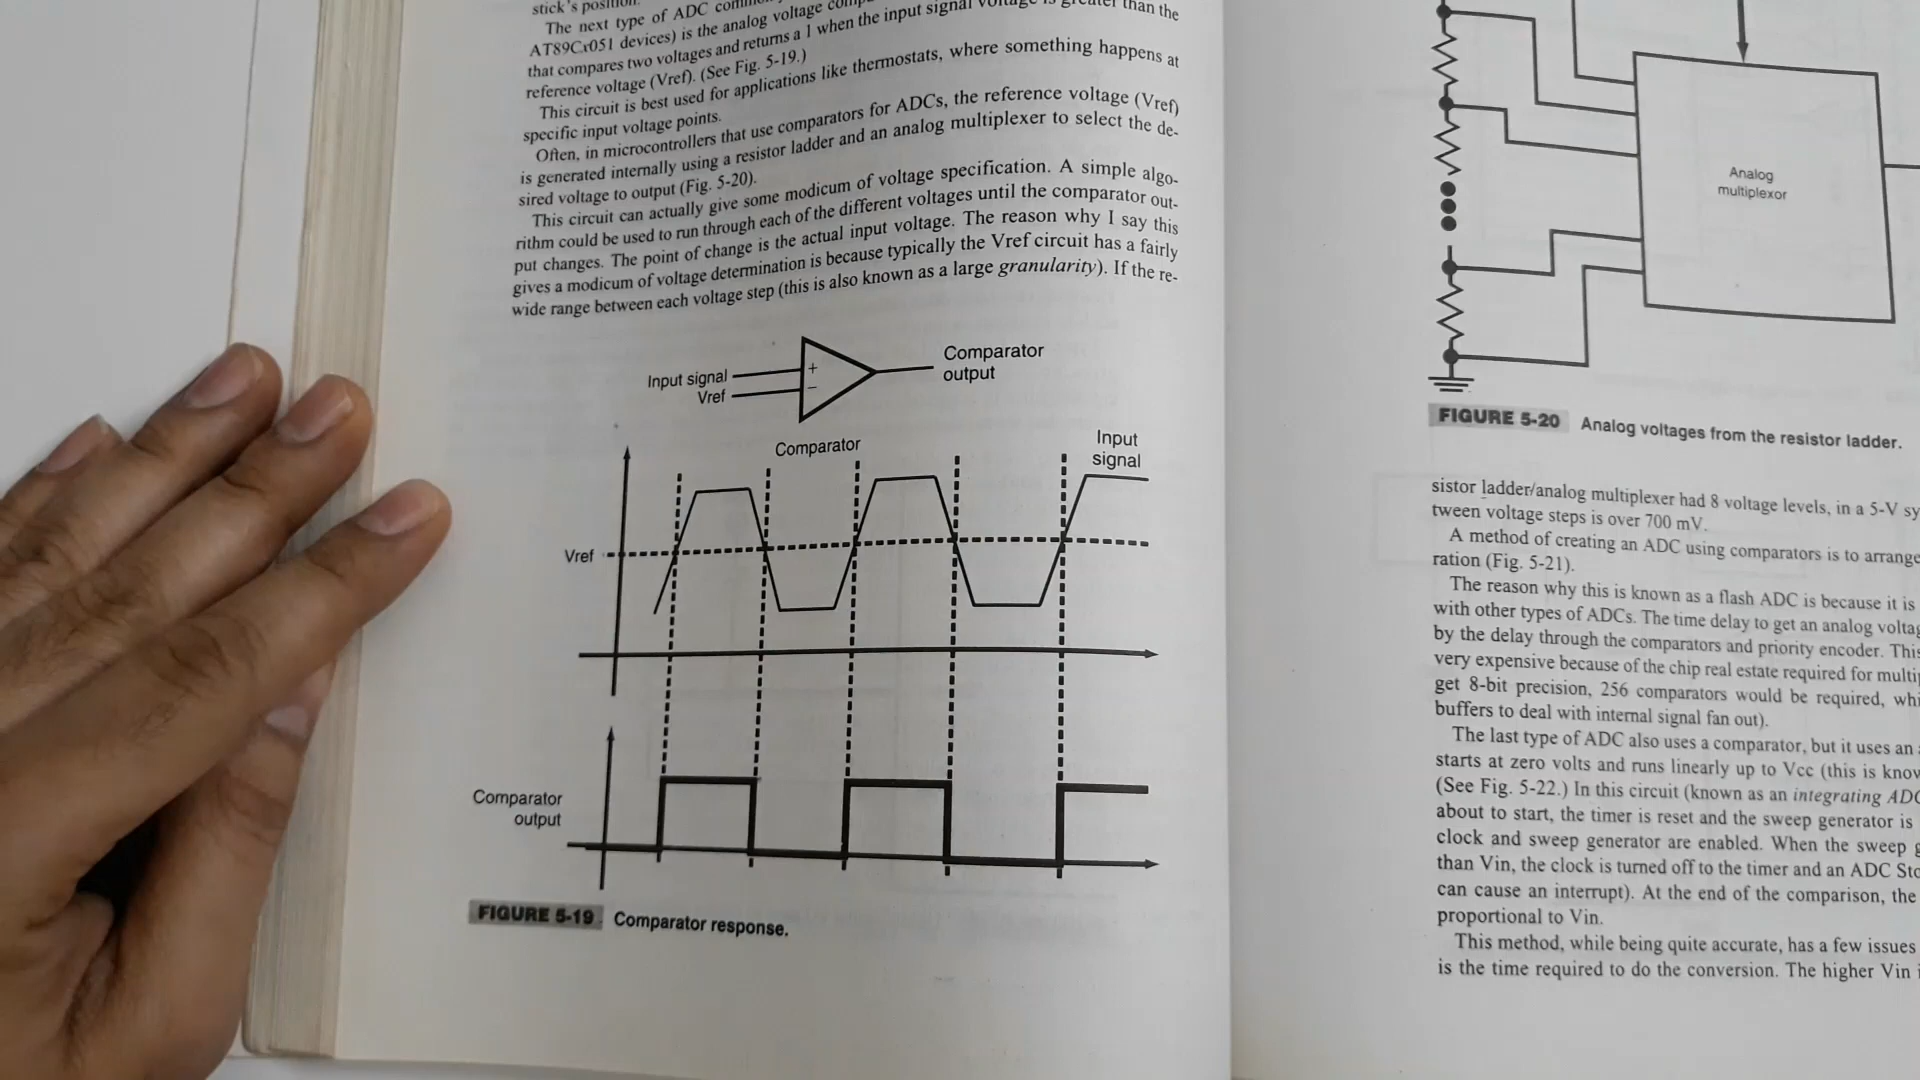 stick's position.
The next type of ADC
AT89Cx051 devices) is the analog voltage
that compares two voltages and returns a 1 when the input signal voltage is greater than the
reference voltage (Vref). (See Fig. 5-19.)
This circuit is best used for applications like thermostats, where something happens at
specific input voltage points.
Often, in microcontrollers that use comparators for ADCs, the reference voltage (Vref)
is generated internally using a resistor ladder and an analog multiplexer to select the de-
sired voltage to output (Fig. 5-20).
This circuit can actually give some modicum of voltage specification. A simple algo-
rithm could be used to run through each of the different voltages until the comparator out-
put changes. The point of change is the actual input voltage. The reason why I say this
gives a modicum of voltage determination is because typically the Vref circuit has a fairly
wide range between each voltage step (this is also known as a large granularity). If the re-
Input signal
Vref
+
−
Comparator
output
Comparator
Input
signal
Vref
Comparator
output
FIGURE 5-19 Comparator response.
Analog
multiplexor
FIGURE 5-20 Analog voltages from the resistor ladder.
sistor ladder/analog multiplexer had 8 voltage levels, in a 5-V sy
tween voltage steps is over 700 mV.
A method of creating an ADC using comparators is to arrange
ration (Fig. 5-21).
The reason why this is known as a flash ADC is because it is
with other types of ADCs. The time delay to get an analog voltag
by the delay through the comparators and priority encoder. This
very expensive because of the chip real estate required for multip
get 8-bit precision, 256 comparators would be required, whi
buffers to deal with internal signal fan out).
The last type of ADC also uses a comparator, but it uses an
starts at zero volts and runs linearly up to Vcc (this is know
(See Fig. 5-22.) In this circuit (known as an integrating ADC
about to start, the timer is reset and the sweep generator is
clock and sweep generator are enabled. When the sweep g
than Vin, the clock is turned off to the timer and an ADC Sto
can cause an interrupt). At the end of the comparison, the
proportional to Vin.
This method, while being quite accurate, has a few issues
is the time required to do the conversion. The higher Vin i